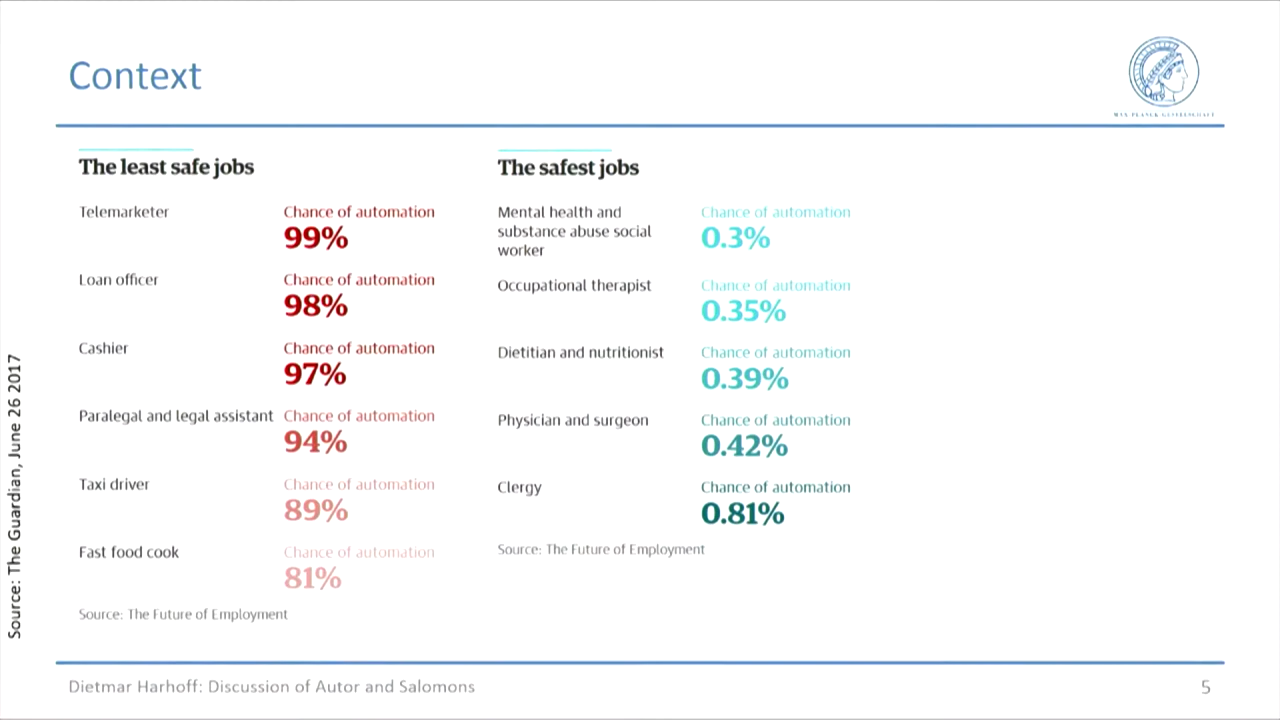 Context
MAX PLANCK GESELLSCHAFT
The least safe jobs
Telemarketer
Chance of automation
99%
Loan officer
Chance of automation
98%
Cashier
Chance of automation
97%
Paralegal and legal assistant
Chance of automation
94%
Taxi driver
Chance of automation
89%
Fast food cook
Chance of automation
81%
Source: The Future of Employment
The safest jobs
Mental health and
substance abuse social
worker
Chance of automation
0.3%
Occupational therapist
Chance of automation
0.35%
Dietitian and nutritionist
Chance of automation
0.39%
Physician and surgeon
Chance of automation
0.42%
Clergy
Chance of automation
0.81%
Source: The Future of Employment
Source: The Guardian, June 26 2017
Dietmar Harhoff: Discussion of Autor and Salomons
5